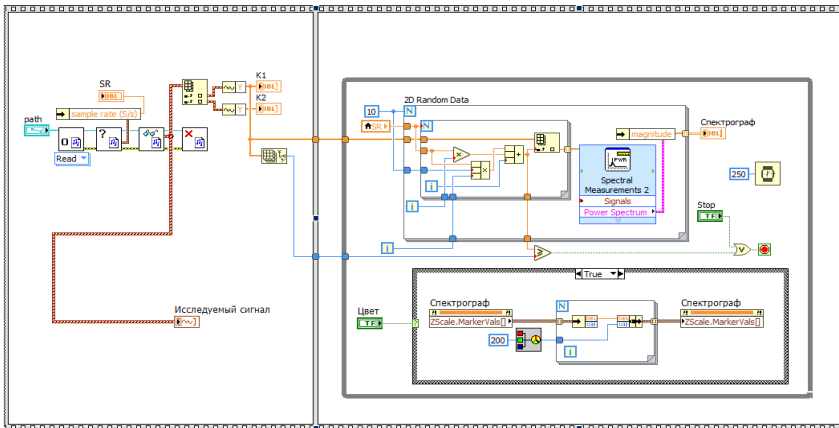 SR
DBL
sample rate (S/s)
path
Read
K1
DBL
K2
DBL
Исследуемый сигнал
2D Random Data
10
N
SR
N
i
i
i
magnitude
PWR
Spectral
Measurements 2
Signals
Power Spectrum
Спектрограф
DBL
250
Stop
TF
True
Цвет
TF
Спектрограф
ZScale.MarkerVals[]
N
200
i
Спектрограф
ZScale.MarkerVals[]